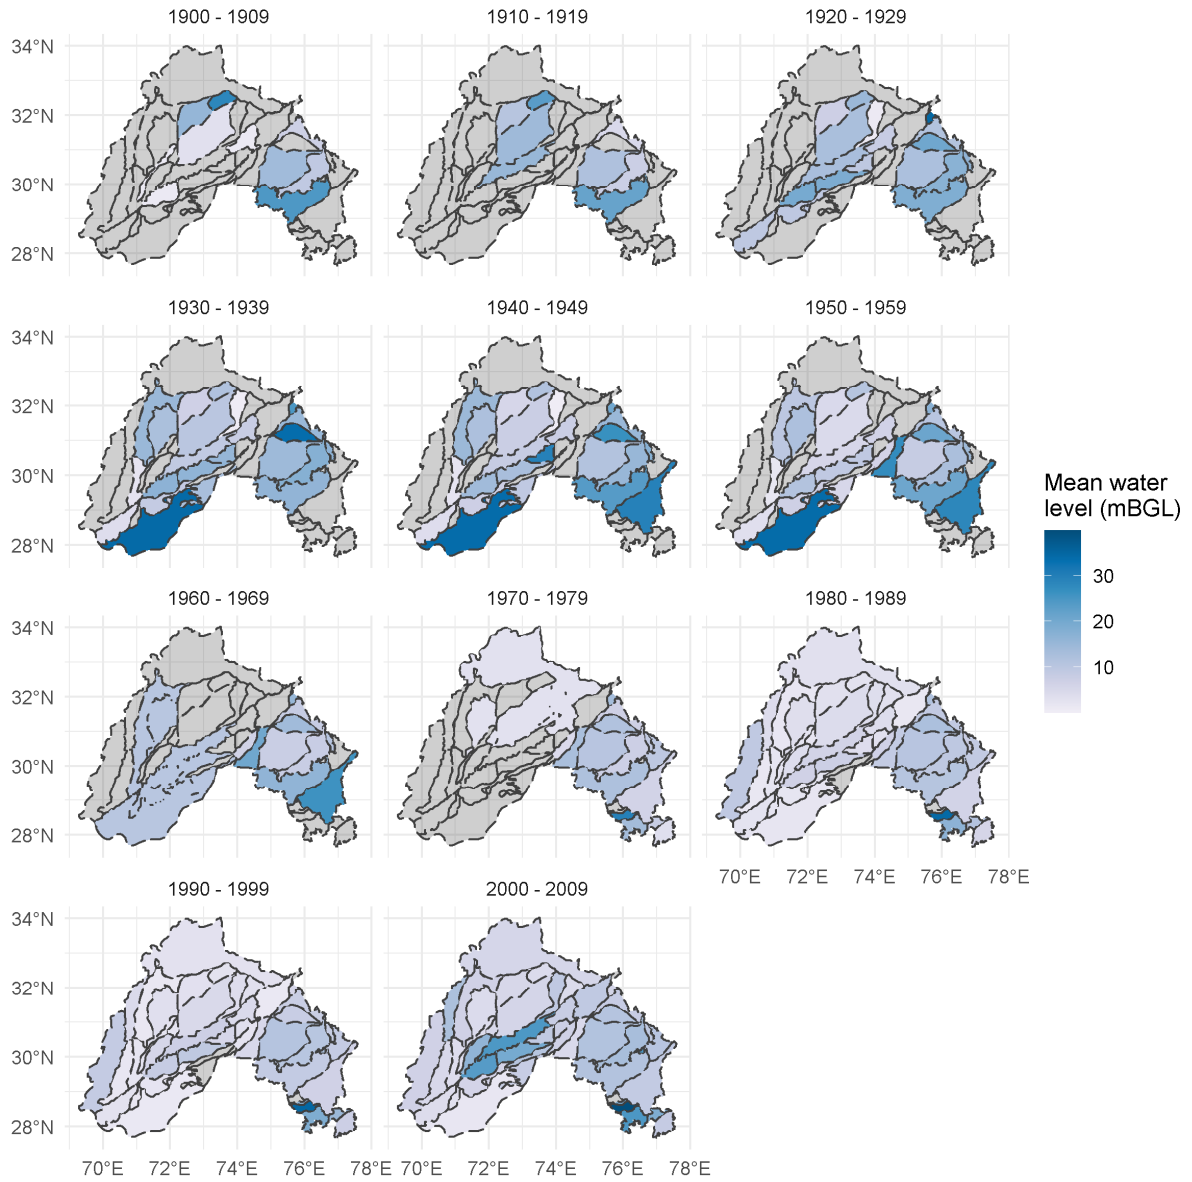 1900 - 1909
1910 - 1919
1920 - 1929
34°N
32°N
30°N
28°N
1930 - 1939
1940 - 1949
1950 - 1959
34°N
32°N
30°N
28°N
Mean water
level (mBGL)
30
20
10
1960 - 1969
1970 - 1979
1980 - 1989
34°N
32°N
30°N
28°N
70°E 72°E 74°E 76°E 78°E
1990 - 1999
2000 - 2009
34°N
32°N
30°N
28°N
70°E 72°E 74°E 76°E 78°E 70°E 72°E 74°E 76°E 78°E